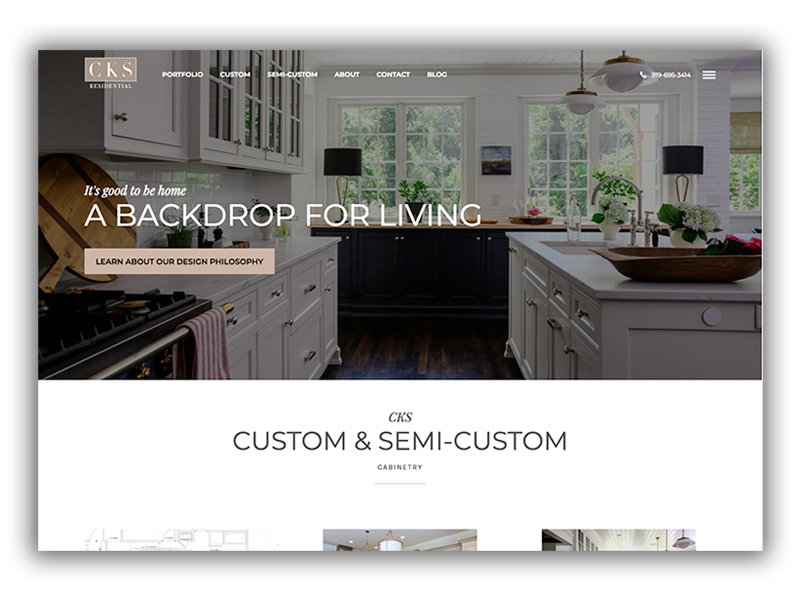 CKS
RESIDENTIAL
PORTFOLIO CUSTOM SEMI-CUSTOM ABOUT CONTACT BLOG
919-695-3414
It's good to be home
A BACKDROP FOR LIVING
LEARN ABOUT OUR DESIGN PHILOSOPHY
CKS
CUSTOM & SEMI-CUSTOM
CABINETRY